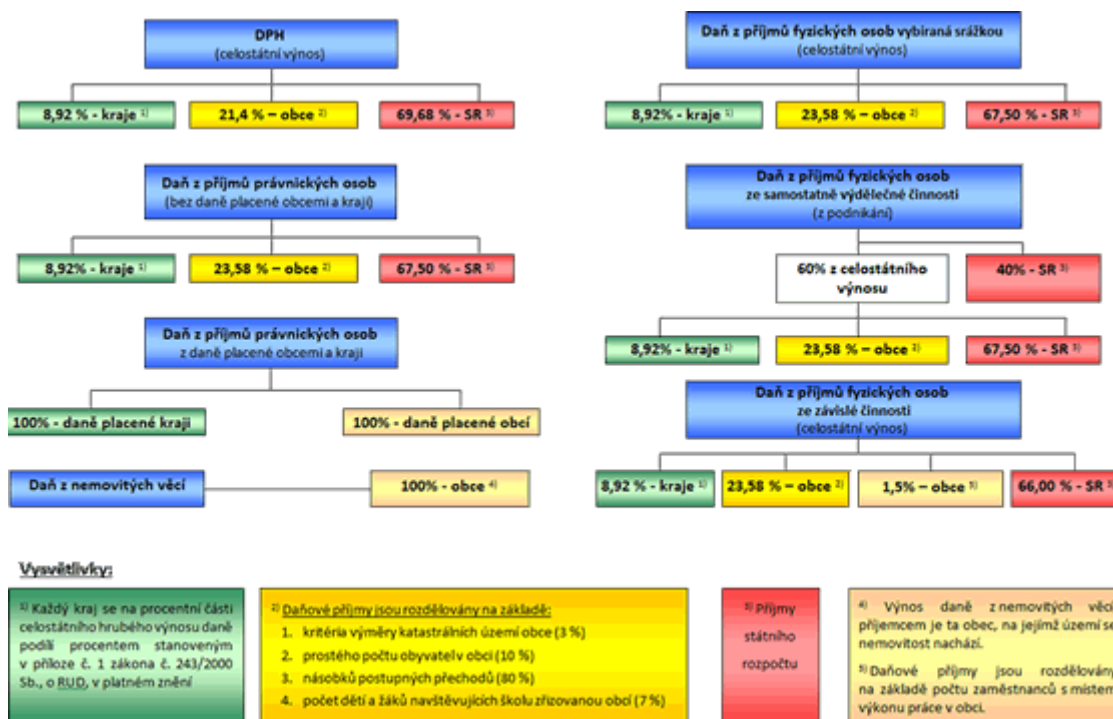 DPH
(celostátní výnos)
8,92 % - kraje 1)
21,4 % – obce 2)
69,68 % - SR 3)
Daň z příjmů právnických osob
(bez daně placené obcemi a kraji)
8,92% - kraje 1)
23,58 % – obce 2)
67,50 % - SR 3)
Daň z příjmů právnických osob
z daně placené obcemi a kraji
100% - daně placené kraji
100% - daně placené obcí
Daň z nemovitých věcí
100% - obce 4)
Daň z příjmů fyzických osob vybíraná srážkou
(celostátní výnos)
8,92% - kraje 1)
23,58 % – obce 2)
67,50 % - SR 3)
Daň z příjmů fyzických osob
ze samostatně výdělečné činnosti
(z podnikání)
60% z celostátního
výnosu
40% - SR 3)
8,92% - kraje 1)
23,58 % – obce 2)
67,50 % - SR 3)
Daň z příjmů fyzických osob
ze závislé činnosti
(celostátní výnos)
8,92 % - kraje 1)
23,58 % – obce 2)
1,5% – obce 5)
66,00 % - SR 3)
Vysvětlivky:
1) Každý kraj se na procentní části
celostátního hrubého výnosu daně
podílí procentem stanoveným
v příloze č. 1 zákona č. 243/2000
Sb., o RUD, v platném znění
2) Daňové příjmy jsou rozdělovány na základě:
1. kritéria výměry katastrálních území obce (3 %)
2. prostého počtu obyvatel v obci (10 %)
3. násobků postupných přechodů (80 %)
4. počet dětí a žáků navštěvujících školu zřizovanou obcí (7 %)
3) Příjmy
státního
rozpočtu
4) Výnos daně z nemovitých věcí
příjemcem je ta obec, na jejímž území se
nemovitost nachází.
5) Daňové příjmy jsou rozdělovány
na základě počtu zaměstnanců s místem
výkonu práce v obci.